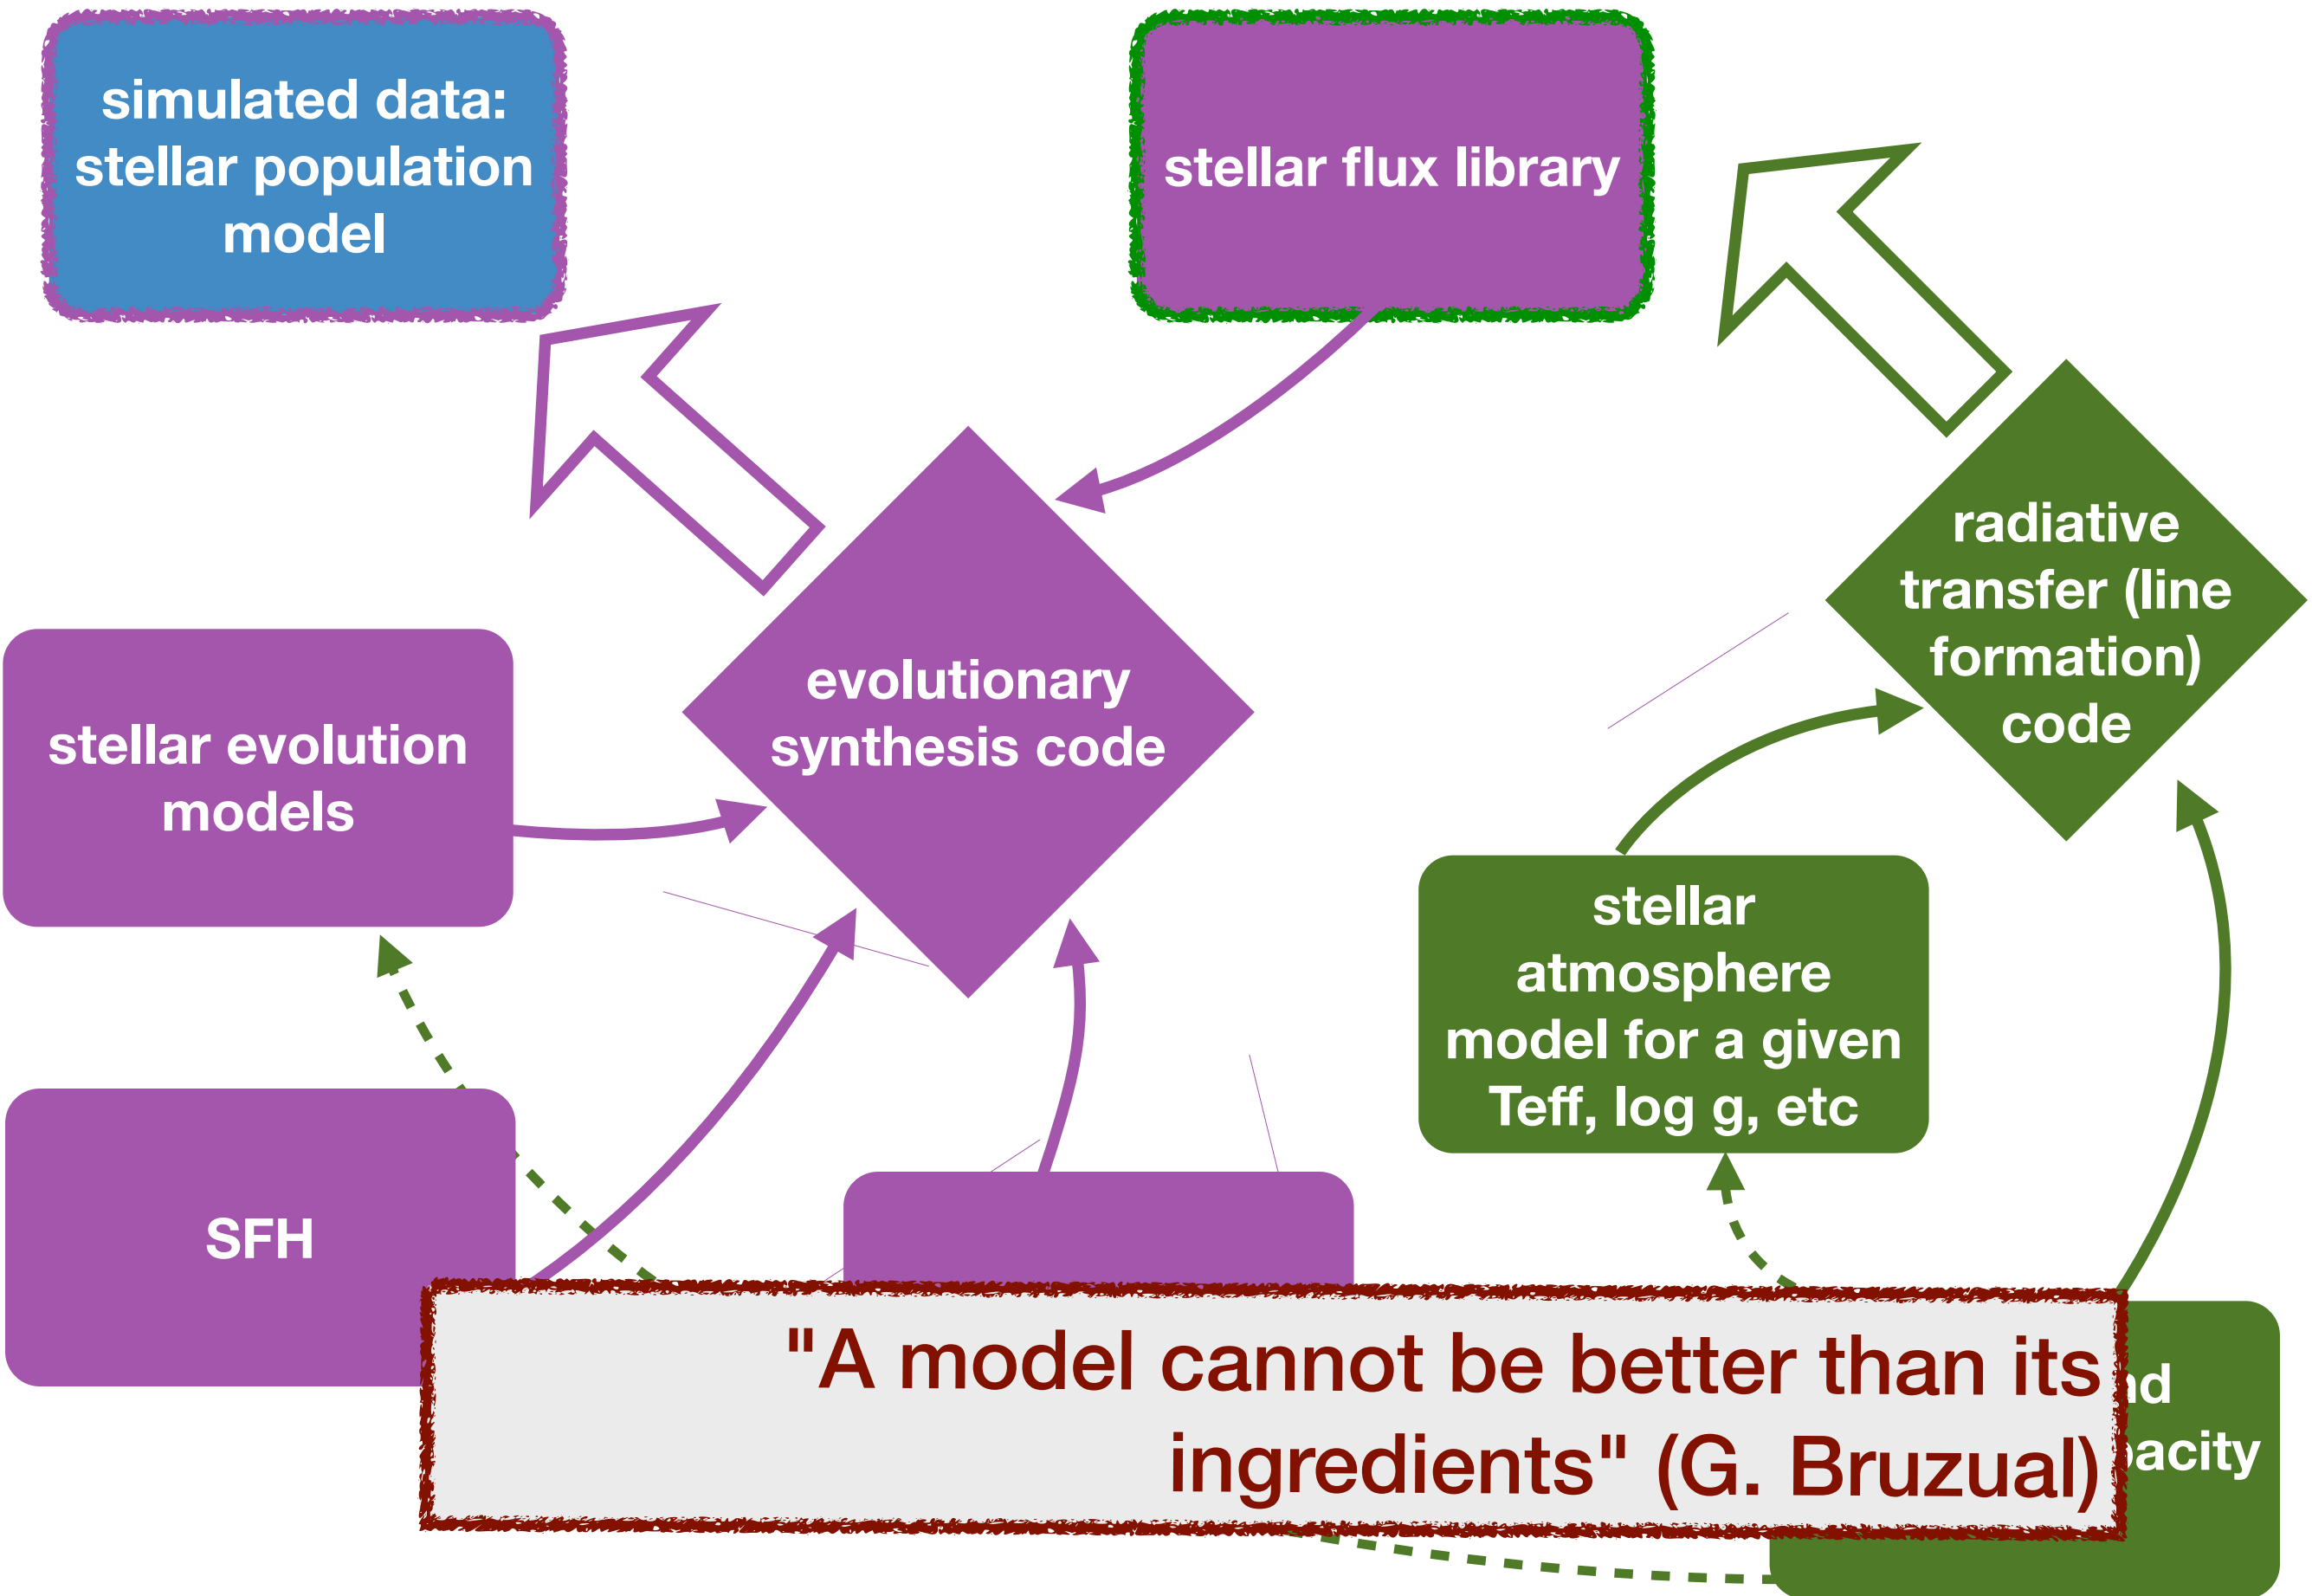 simulated data:
stellar population
model
stellar flux library
radiative
transfer (line
formation)
code
evolutionary
synthesis code
stellar evolution
models
stellar
atmosphere
model for a given
Teff, log g, etc
SFH
"A model cannot be better than its
ingredients" (G. Bruzual)